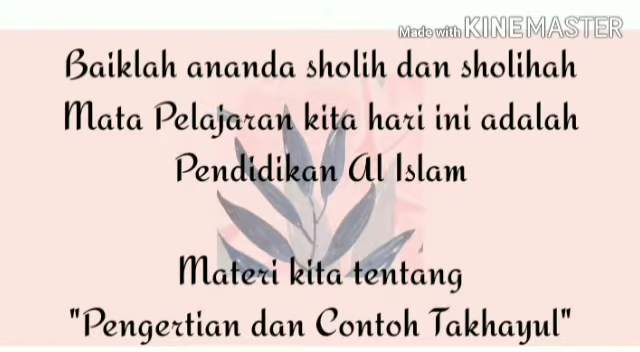 Made with KINEMASTER
Baiklah ananda sholih dan sholihah
Mata Pelajaran kita hari ini adalah
Pendidikan Al Islam
Materi kita tentang
"Pengertian dan Contoh Takhayul"